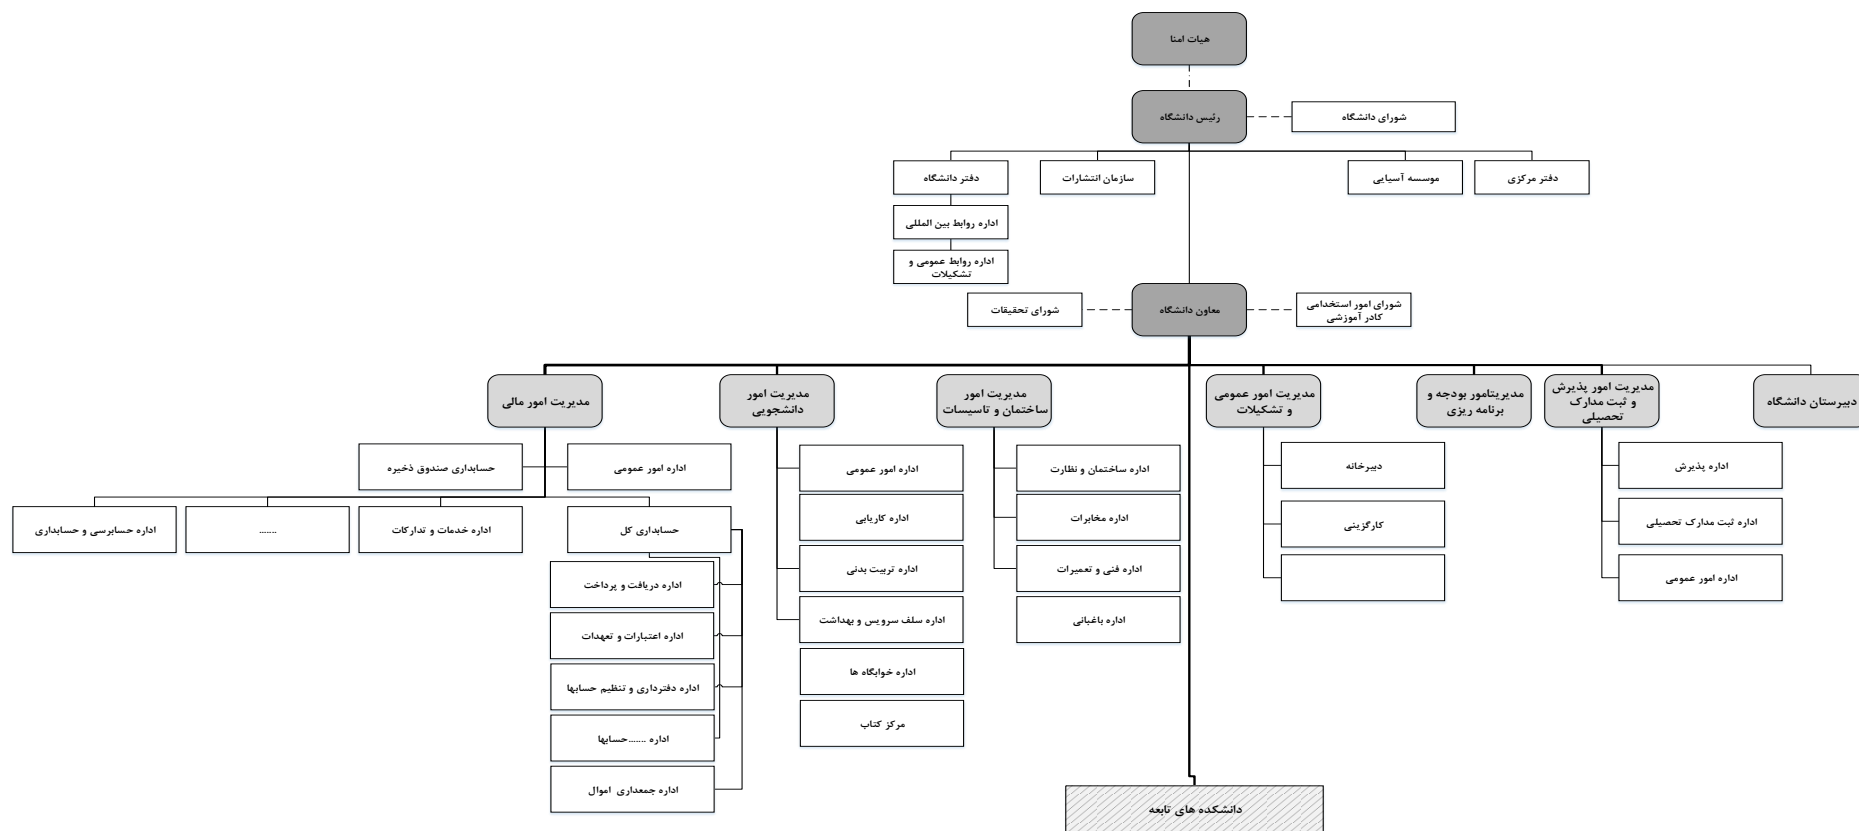 هیات امنا
رئیس دانشگاه
شورای دانشگاه
دفتر مرکزی
موسسه آسیایی
سازمان انتشارات
دفتر دانشگاه
اداره روابط بین المللی
اداره روابط عمومی و
تشکیلات
شورای امور استخدامی
کادر آموزشی
معاون دانشگاه
شورای تحقیقات
دبیرستان دانشگاه
مدیریت امور پذیرش
و ثبت مدارک
تحصیلی
مدیریتامور بودجه و
برنامه ریزی
مدیریت امور عمومی
و تشکیلات
مدیریت امور
ساختمان و تاسیسات
مدیریت امور
دانشجویی
مدیریت امور مالی
اداره پذیرش
اداره ثبت مدارک تحصیلی
اداره امور عمومی
دبیرخانه
کارگزینی
اداره ساختمان و نظارت
اداره مخابرات
اداره فنی و تعمیرات
اداره باغبانی
اداره امور عمومی
اداره کاریابی
اداره تربیت بدنی
اداره سلف سرویس و بهداشت
اداره خوابگاه ها
مرکز کتاب
اداره امور عمومی
حسابداری صندوق ذخیره
حسابداری کل
اداره خدمات و تدارکات
.......
اداره حسابرسی و حسابداری
اداره دریافت و پرداخت
اداره اعتبارات و تعهدات
اداره دفترداری و تنظیم حسابها
اداره .......حسابها
اداره جمعداری اموال
دانشکده های تابعه